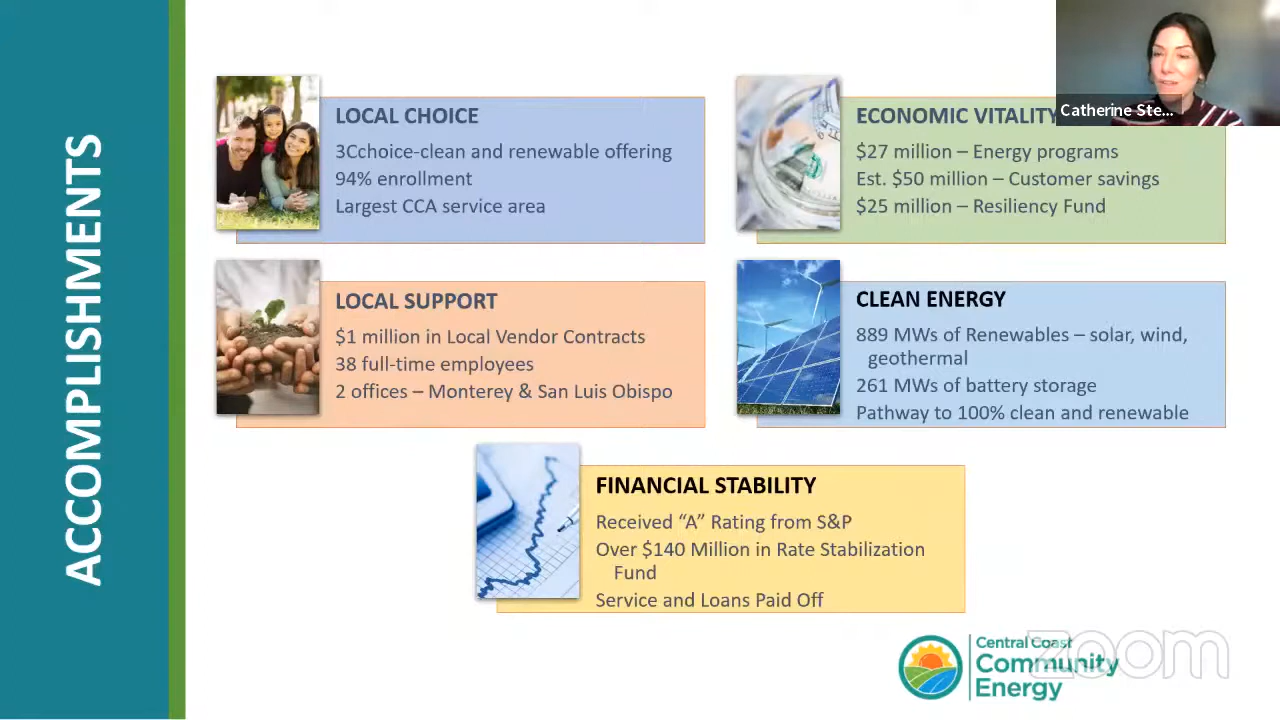 ACCOMPLISHMENTS
LOCAL CHOICE
3Cchoice-clean and renewable offering
94% enrollment
Largest CCA service area
ECONOMIC VITALITY
$27 million – Energy programs
Est. $50 million – Customer savings
$25 million – Resiliency Fund
Catherine Ste...
LOCAL SUPPORT
$1 million in Local Vendor Contracts
38 full-time employees
2 offices – Monterey & San Luis Obispo
CLEAN ENERGY
889 MWs of Renewables – solar, wind,
geothermal
261 MWs of battery storage
Pathway to 100% clean and renewable
FINANCIAL STABILITY
Received “A” Rating from S&P
Over $140 Million in Rate Stabilization
Fund
Service and Loans Paid Off
Central Coast
Community
Energy
zoom